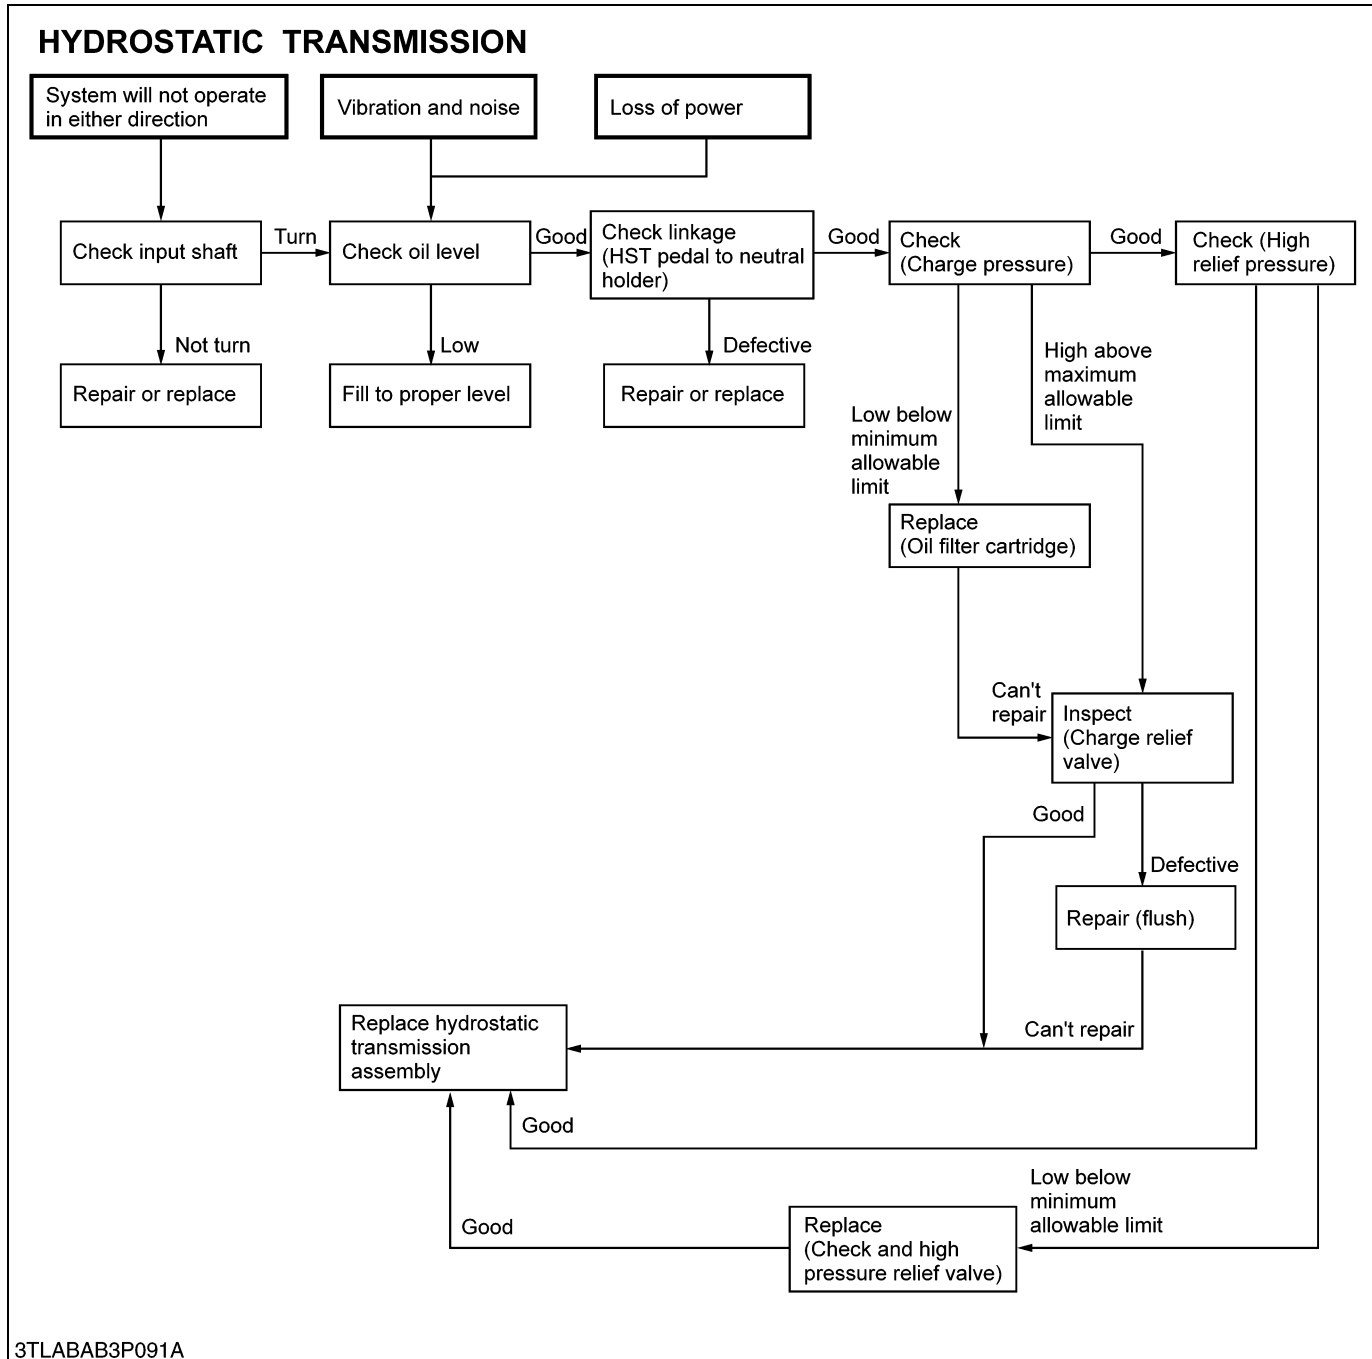 HYDROSTATIC TRANSMISSION
System will not operate
in either direction
Vibration and noise
Loss of power
Check input shaft
Turn
Check oil level
Good
Check linkage
(HST pedal to neutral
holder)
Good
Check
(Charge pressure)
Good
Check (High
relief pressure)
Not turn
Low
Defective
Repair or replace
Fill to proper level
Repair or replace
High above
maximum
allowable
limit
Low below
minimum
allowable
limit
Replace
(Oil filter cartridge)
Can't
repair
Inspect
(Charge relief
valve)
Good
Defective
Repair (flush)
Can't repair
Replace hydrostatic
transmission
assembly
Good
Low below
minimum
allowable limit
Good
Replace
(Check and high
pressure relief valve)
3TLABAB3P091A